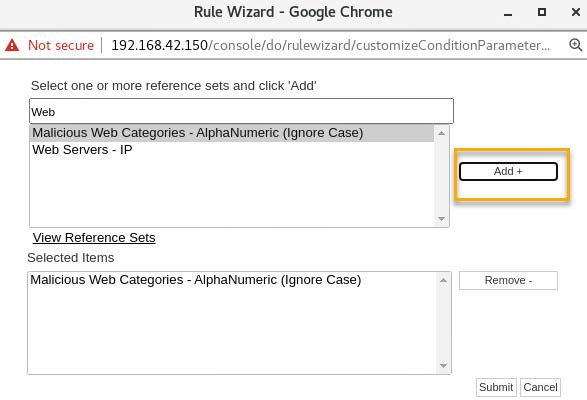 Rule Wizard - Google Chrome
Not secure | 192.168.42.150/console/do/rulewizard/customizeConditionParameter...
Select one or more reference sets and click 'Add'
Web
Malicious Web Categories - AlphaNumeric (Ignore Case)
Web Servers - IP
Add +
View Reference Sets
Selected Items
Malicious Web Categories - AlphaNumeric (Ignore Case)
Remove -
Submit Cancel